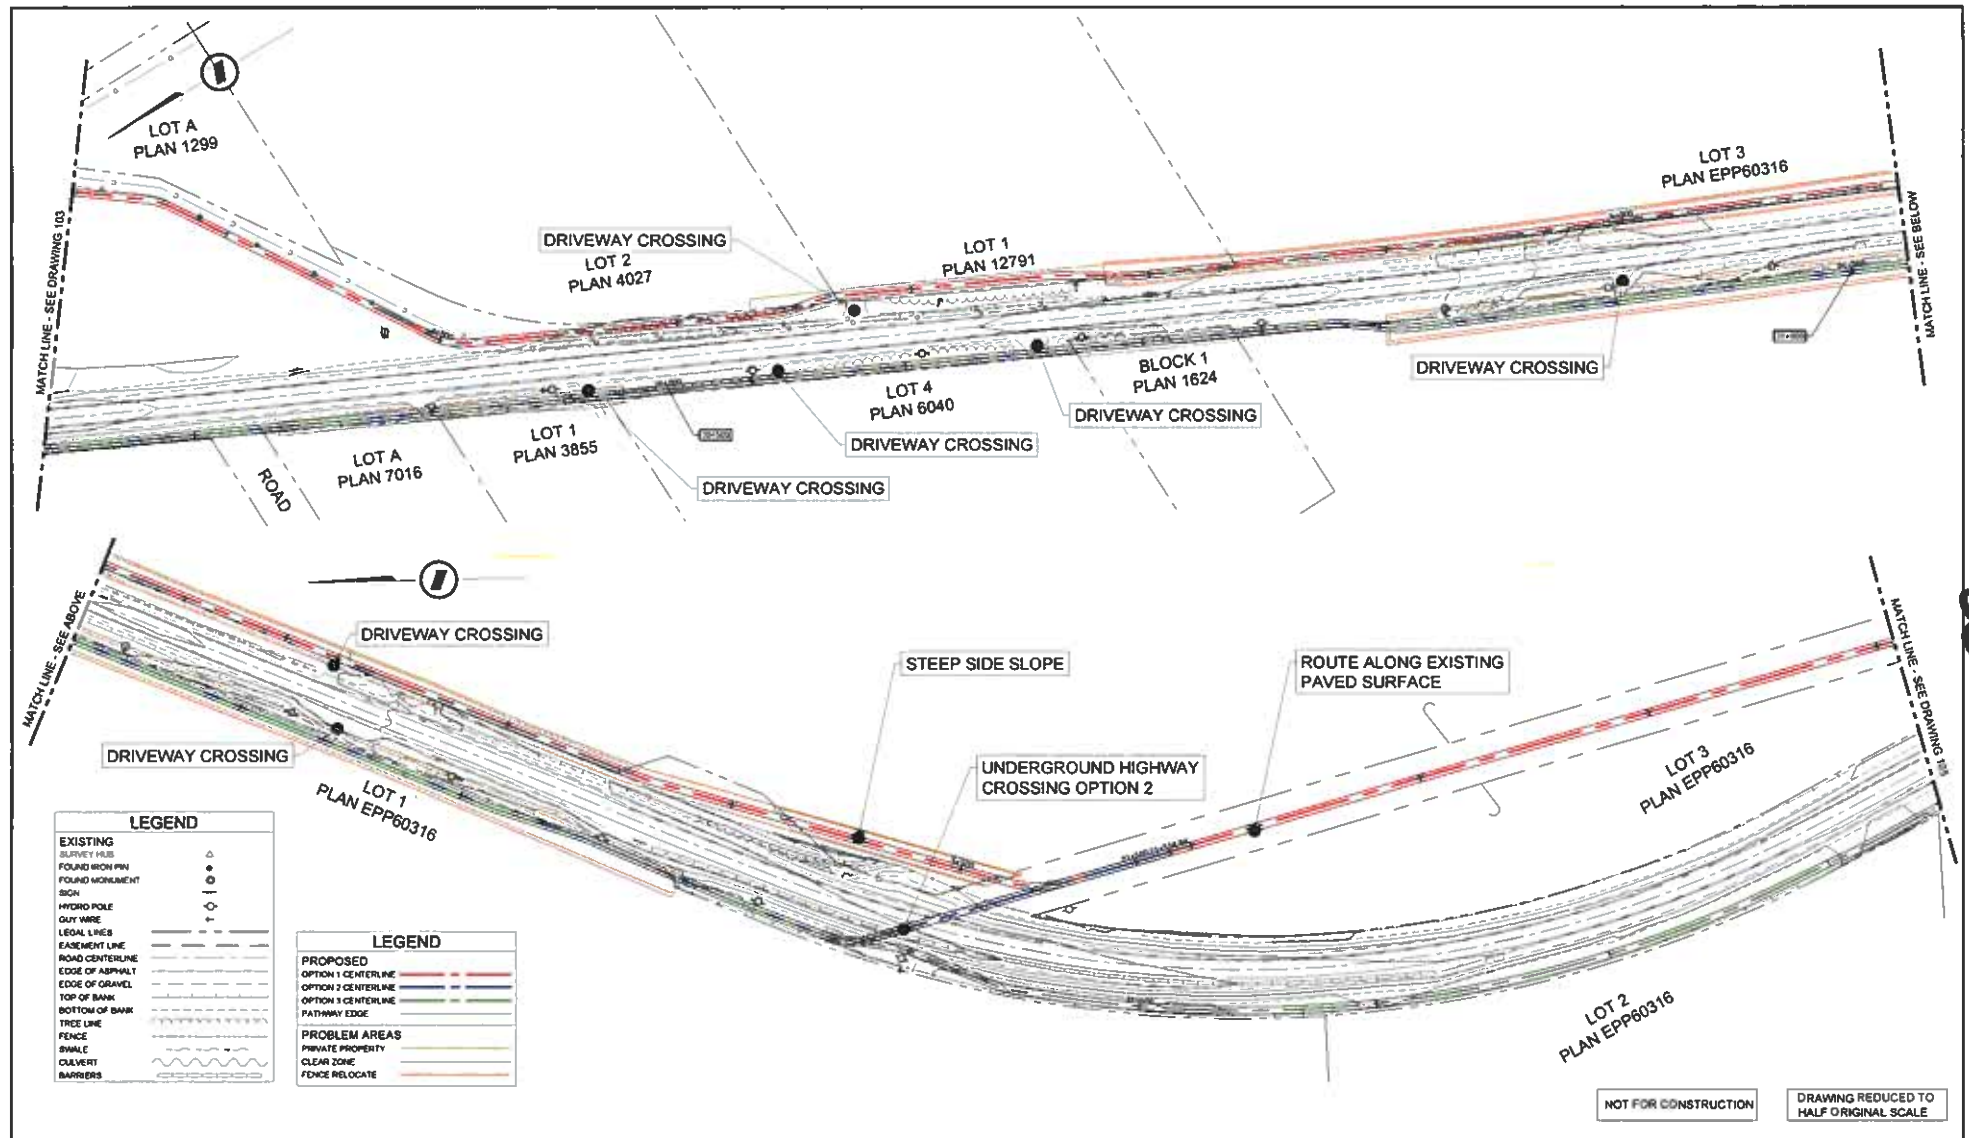 LOT A
PLAN 1299
MATCH LINE - SEE DRAWING 103
DRIVEWAY CROSSING
LOT 2
PLAN 4027
LOT 1
PLAN 12791
LOT 3
PLAN EPP60316
MATCH LINE - SEE BELOW
DRIVEWAY CROSSING
BLOCK 1
PLAN 1624
LOT 4
PLAN 6040
DRIVEWAY CROSSING
DRIVEWAY CROSSING
LOT 1
PLAN 3855
LOT A
PLAN 7016
ROAD
DRIVEWAY CROSSING
MATCH LINE - SEE ABOVE
DRIVEWAY CROSSING
STEEP SIDE SLOPE
ROUTE ALONG EXISTING
PAVED SURFACE
MATCH LINE - SEE DRAWING 105
DRIVEWAY CROSSING
UNDERGROUND HIGHWAY
CROSSING OPTION 2
LOT 3
PLAN EPP60316
LOT 1
PLAN EPP60316
LOT 2
PLAN EPP60316
LEGEND
EXISTING
SURVEY HUB
FOUND IRON PIN
FOUND MONUMENT
SIGN
HYDRO POLE
GUY WIRE
LEGAL LINES
EASEMENT LINE
ROAD CENTERLINE
EDGE OF ASPHALT
EDGE OF GRAVEL
TOP OF BANK
BOTTOM OF BANK
TREE LINE
FENCE
SWALE
CULVERT
BARRIERS
LEGEND
PROPOSED
OPTION 1 CENTERLINE
OPTION 2 CENTERLINE
OPTION 3 CENTERLINE
PATHWAY EDGE
PROBLEM AREAS
PRIVATE PROPERTY
CLEAR ZONE
FENCE RELOCATE
NOT FOR CONSTRUCTION
DRAWING REDUCED TO
HALF ORIGINAL SCALE